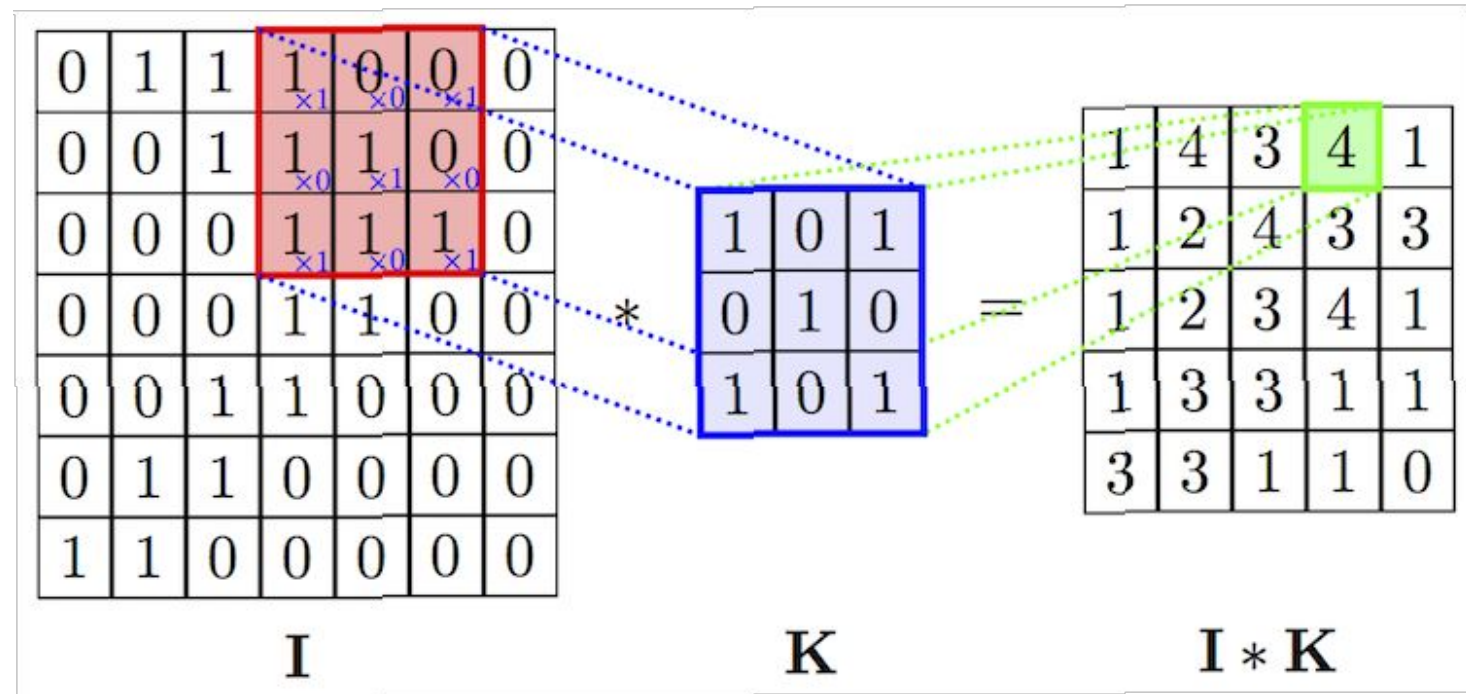 0 1 1 1 0 0 0
×1 ×0 ×1
0 0 1 1 1 0 0
×0 ×1 ×0
0 0 0 1 1 1 0
×1 ×0 ×1
0 0 0 1 1 0 0
0 0 1 1 0 0 0
0 1 1 0 0 0 0
1 1 0 0 0 0 0
I
*
1 0 1
0 1 0
1 0 1
K
=
1 4 3 4 1
1 2 4 3 3
1 2 3 4 1
1 3 3 1 1
3 3 1 1 0
I * K